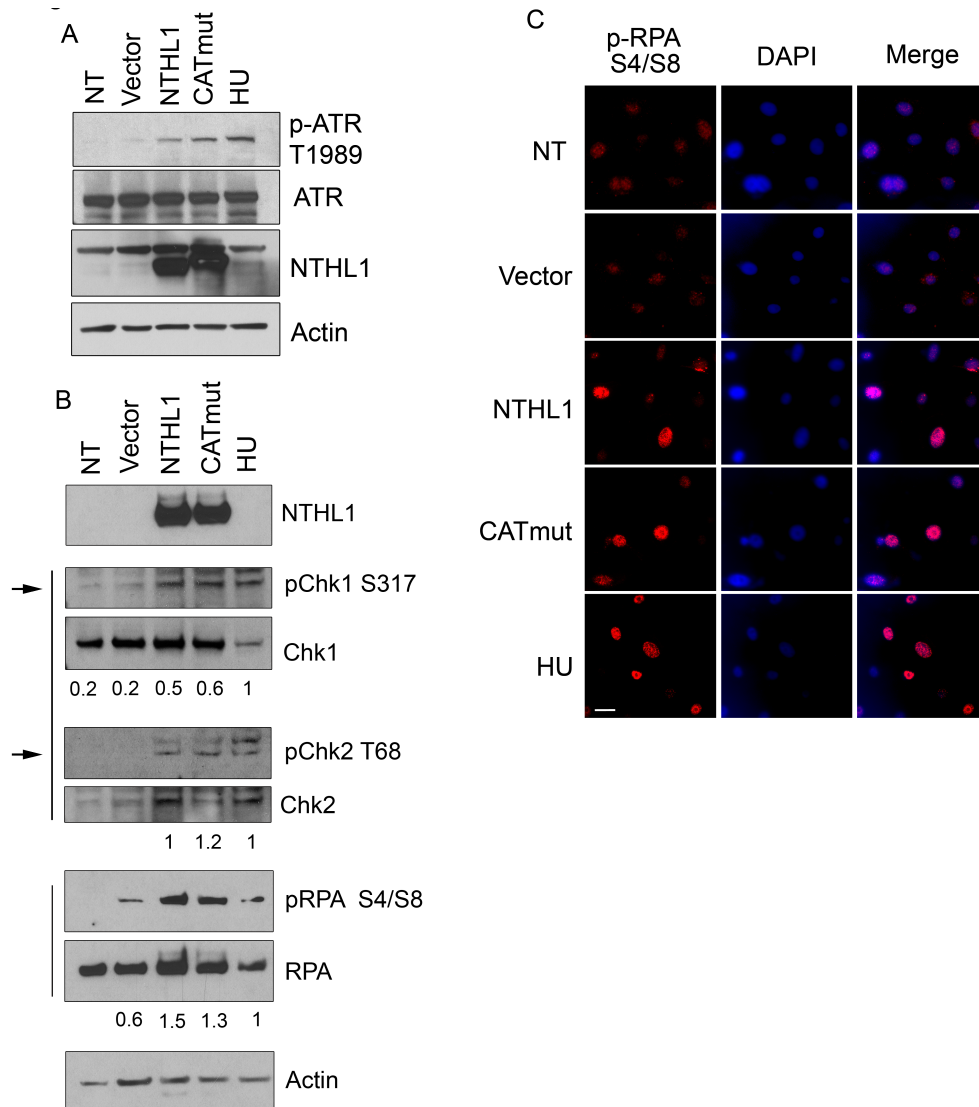 A
NT
Vector
NTHL1
CATmut
HU
p-ATR
T1989
ATR
NTHL1
Actin
B
NT
Vector
NTHL1
CATmut
HU
NTHL1
pChk1 S317
Chk1
0.2 0.2 0.5 0.6 1
pChk2 T68
Chk2
1 1.2 1
pRPA S4/S8
RPA
0.6 1.5 1.3 1
Actin
C
p-RPA
S4/S8
DAPI
Merge
NT
Vector
NTHL1
CATmut
HU